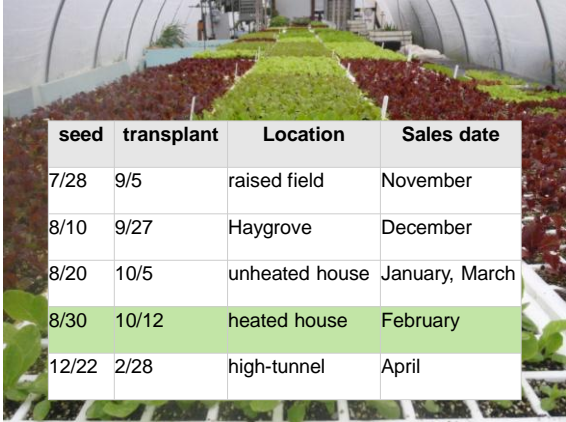 seed transplant Location Sales date
7/28 9/5 raised field November
8/10 9/27 Haygrove December
8/20 10/5 unheated house January, March
8/30 10/12 heated house February
12/22 2/28 high-tunnel April